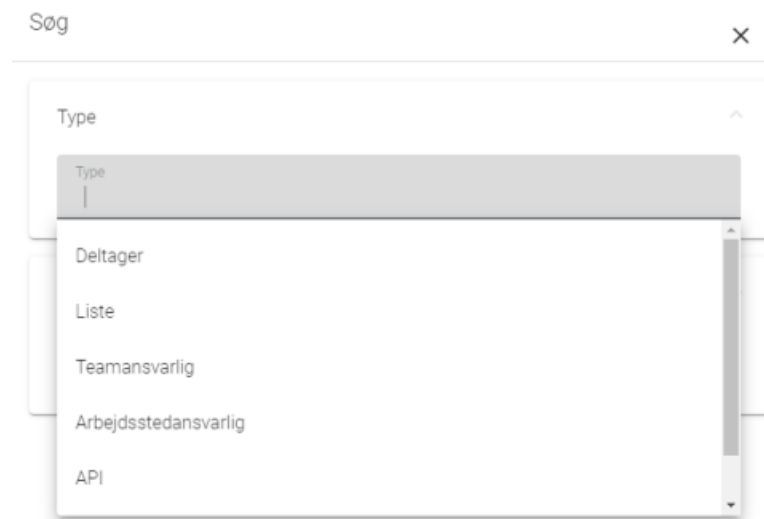 Søg
Type
Type
Deltager
Liste
Teamansvarlig
Arbejdsstedansvarlig
API